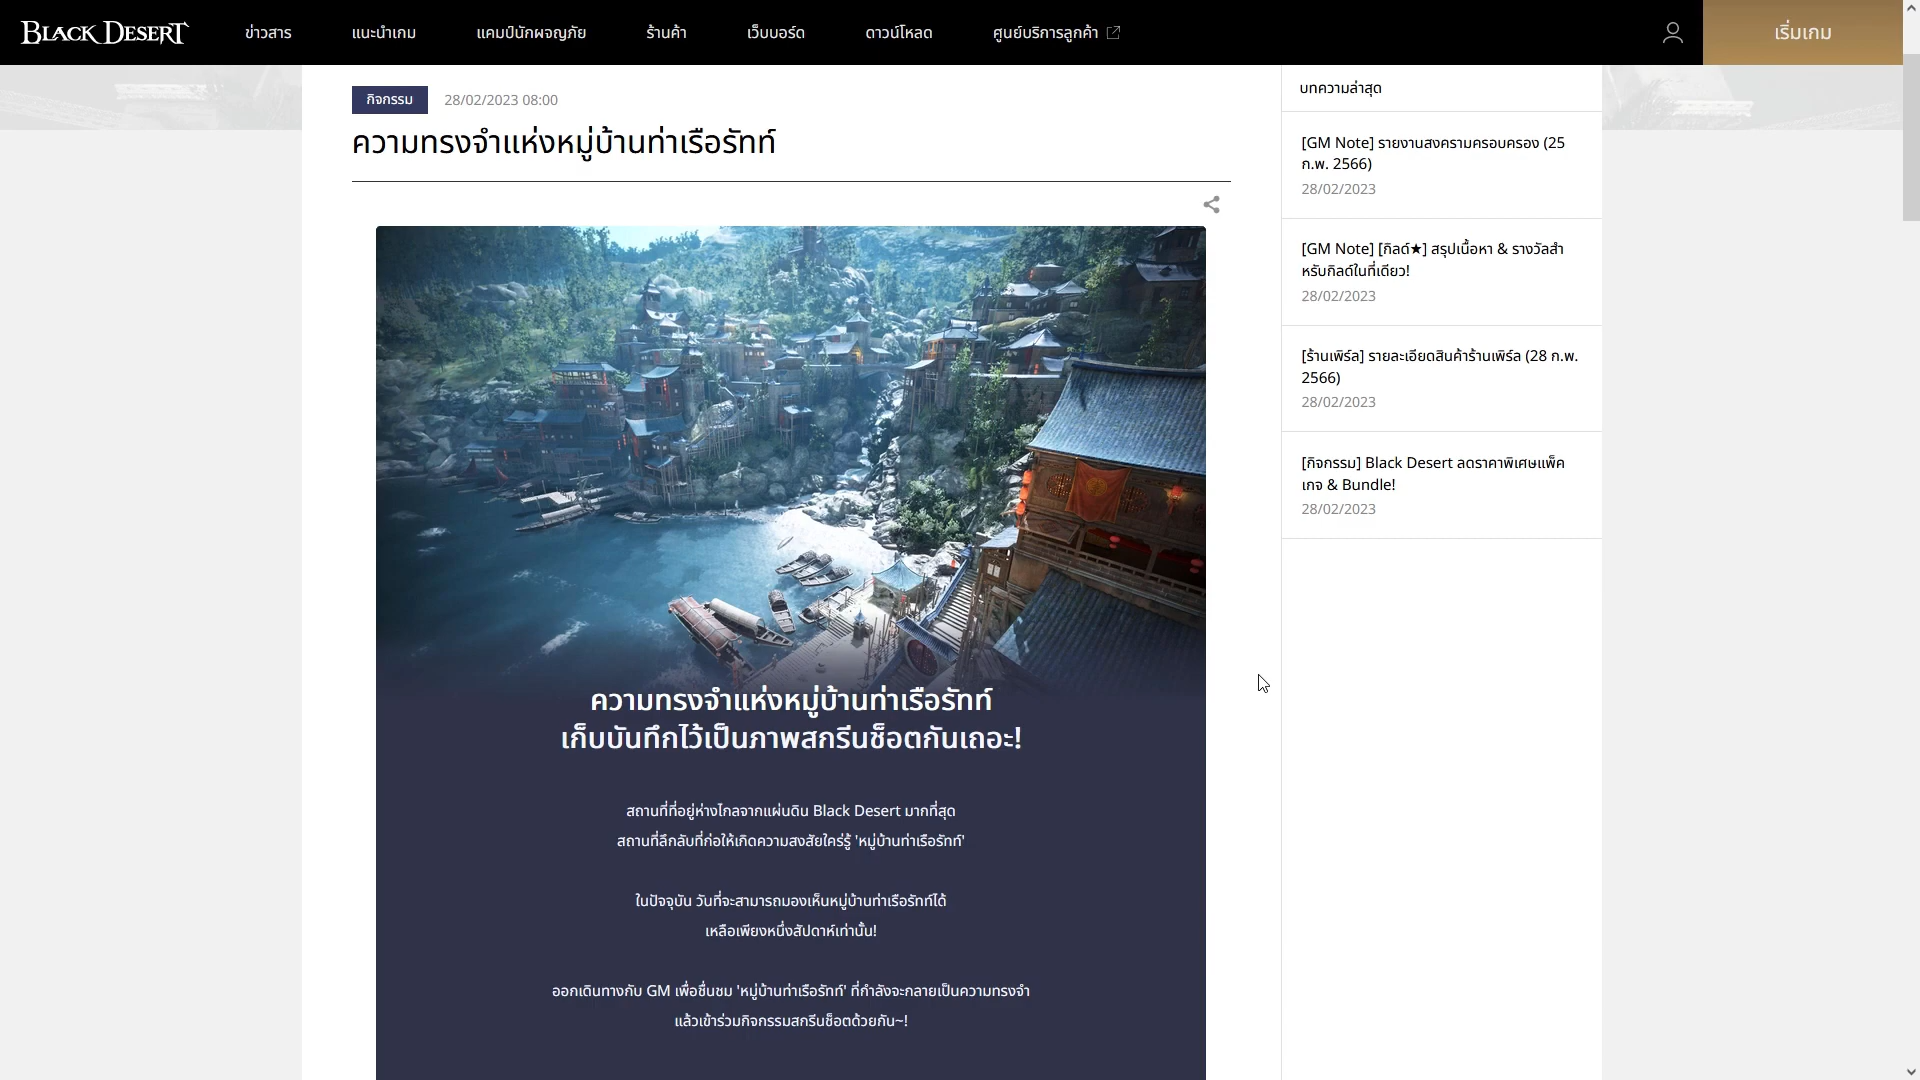 BLACK DESERT
ข่าวสาร
แนะนำเกม
แคมป์นักผจญภัย
ร้านค้า
เว็บบอร์ด
ดาวน์โหลด
ศูนย์บริการลูกค้า
เริ่มเกม
กิจกรรม 28/02/2023 08:00
ความทรงจำแห่งหมู่บ้านท่าเรือรัทท์
ความทรงจำแห่งหมู่บ้านท่าเรือรัทท์
เก็บบันทึกไว้เป็นภาพสกรีนช็อตกันเถอะ!
สถานที่ที่อยู่ห่างไกลจากแผ่นดิน Black Desert มากที่สุด
สถานที่ลึกลับที่ก่อให้เกิดความสงสัยใคร่รู้ 'หมู่บ้านท่าเรือรัทท์'
ในปัจจุบัน วันที่จะสามารถมองเห็นหมู่บ้านท่าเรือรัทท์ได้
เหลือเพียงหนึ่งสัปดาห์เท่านั้น!
ออกเดินทางกับ GM เพื่อชื่นชม 'หมู่บ้านท่าเรือรัทท์' ที่กำลังจะกลายเป็นความทรงจำ
แล้วเข้าร่วมกิจกรรมสกรีนช็อตด้วยกัน~!
บทความล่าสุด
[GM Note] รายงานสงครามครอบครอง (25
ก.พ. 2566)
28/02/2023
[GM Note] [กิลด์★] สรุปเนื้อหา & รางวัลสำ
หรับกิลด์ในที่เดียว!
28/02/2023
[ร้านเพิร์ล] รายละเอียดสินค้าร้านเพิร์ล (28 ก.พ.
2566)
28/02/2023
[กิจกรรม] Black Desert ลดราคาพิเศษแพ็ค
เกจ & Bundle!
28/02/2023